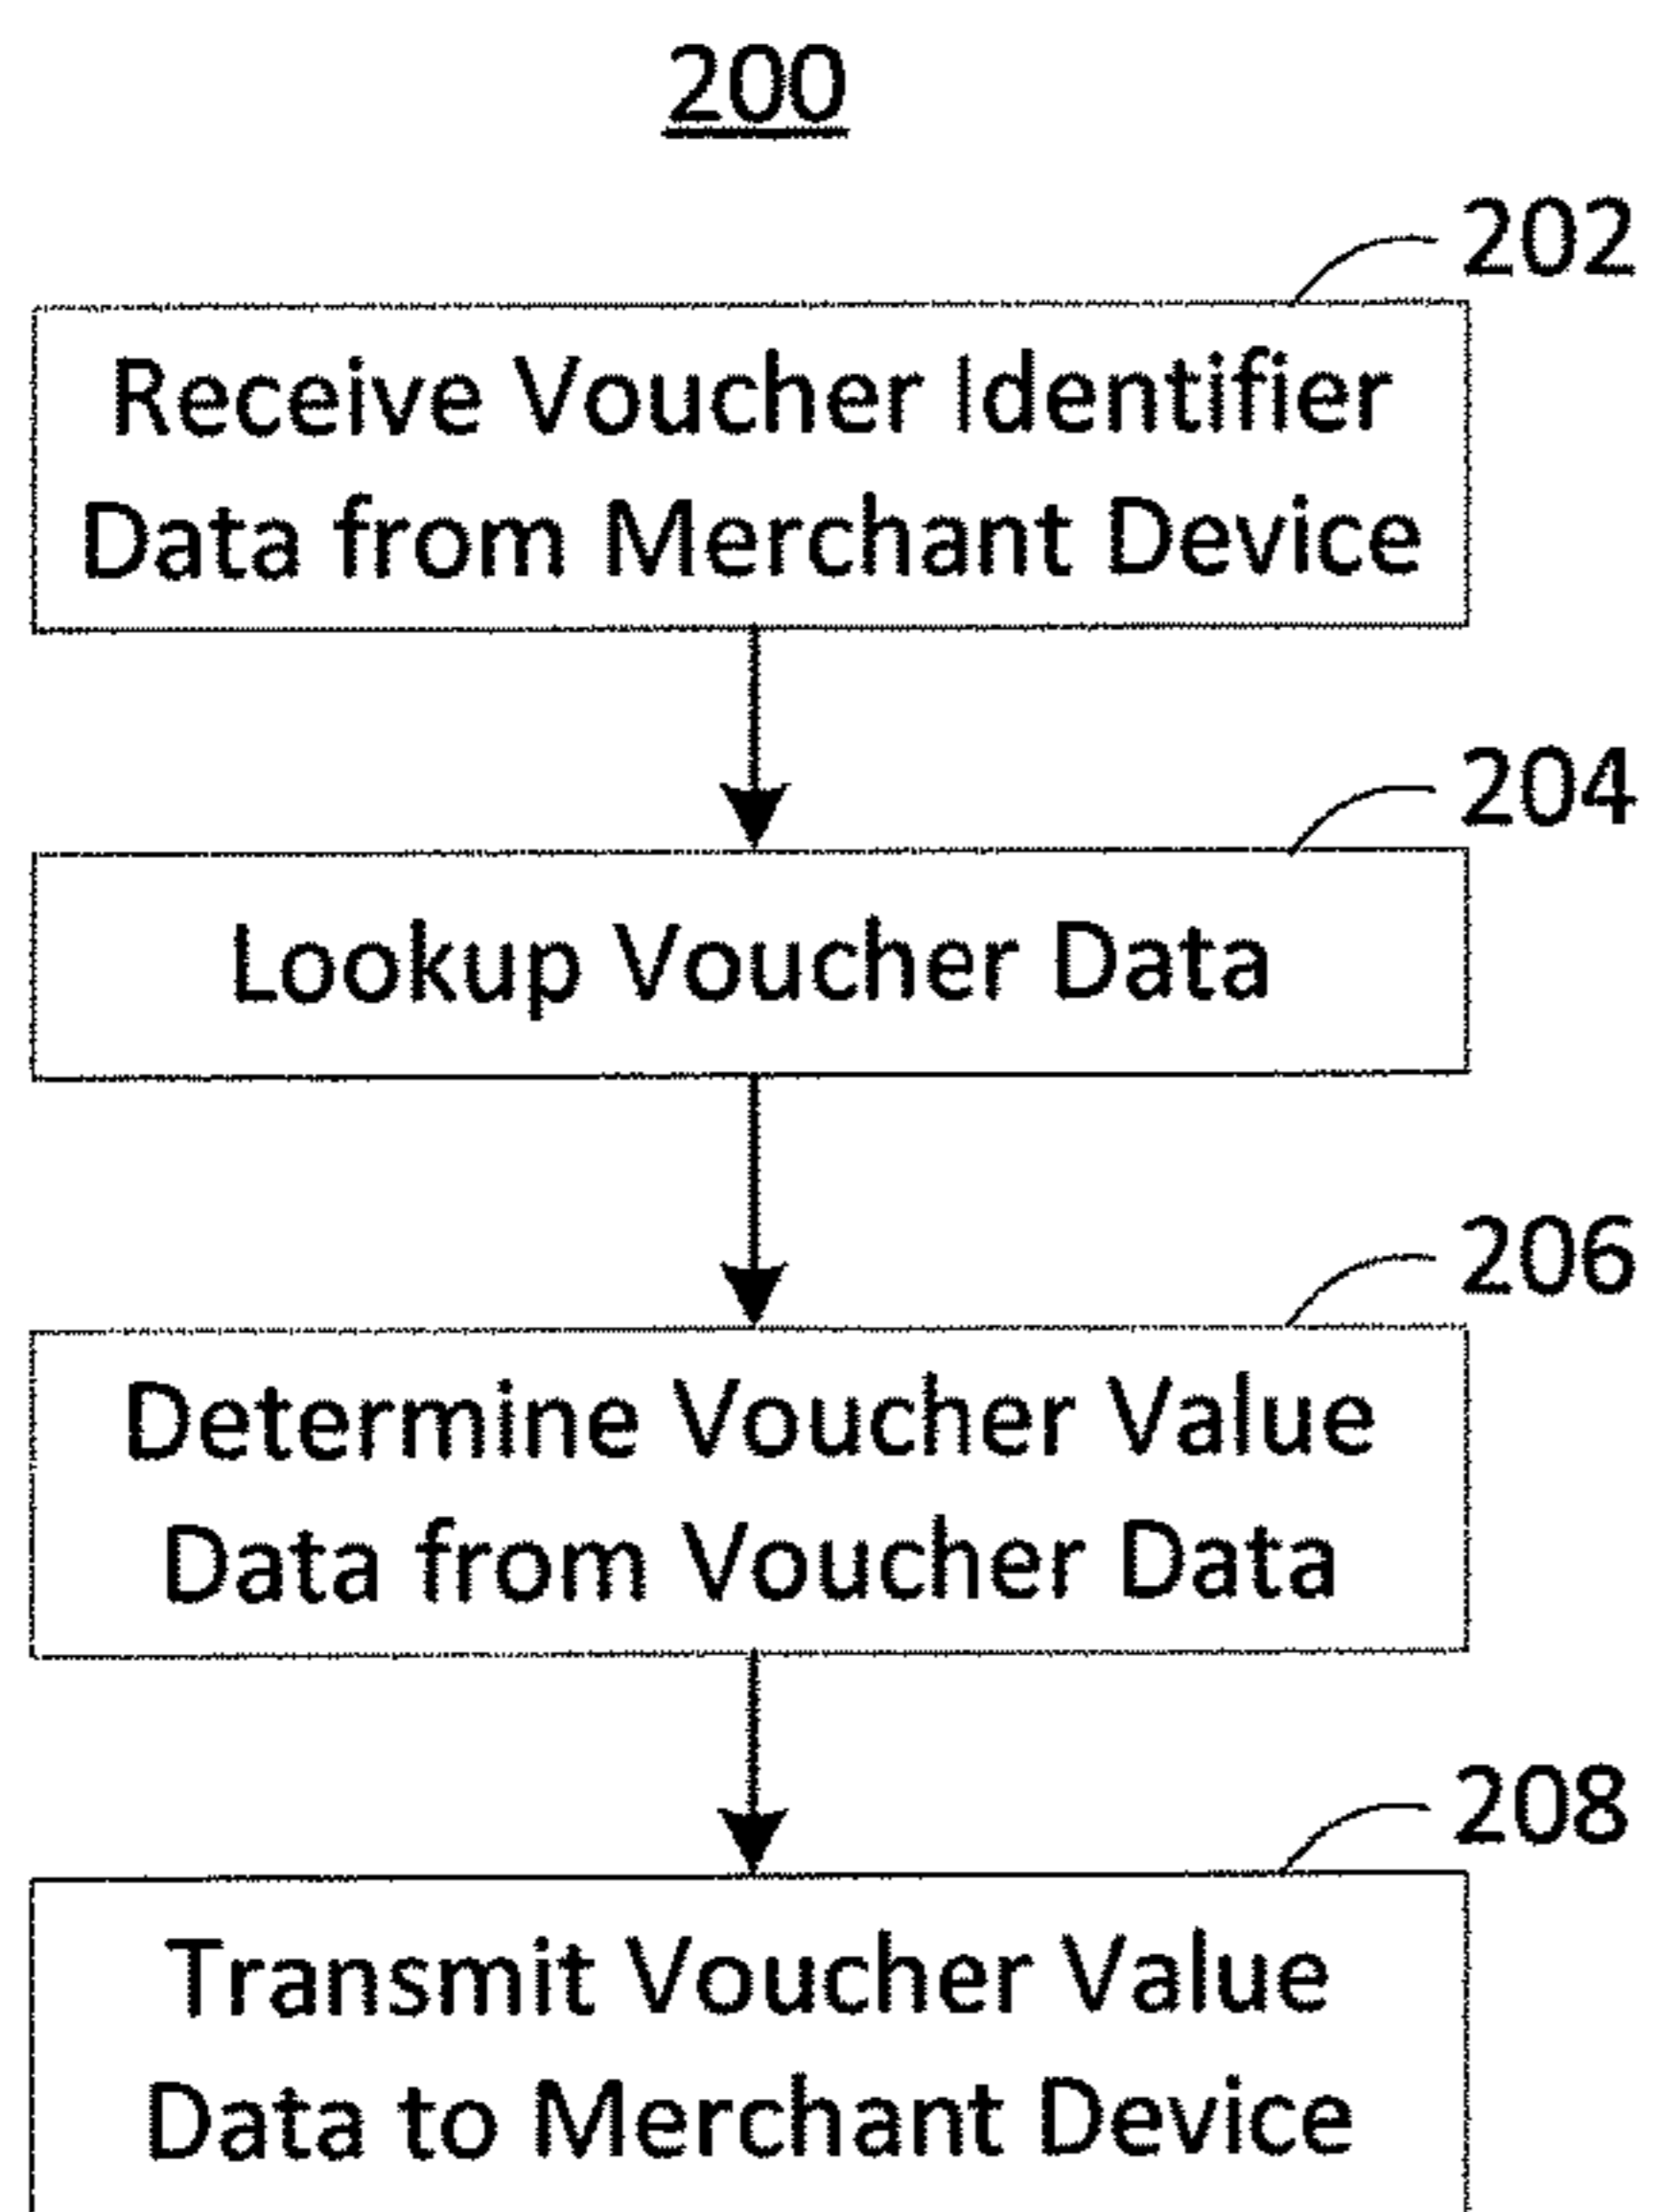 200
202
Receive Voucher Identifier
Data from Merchant Device
204
Lookup Voucher Data
206
Determine Voucher Value
Data from Voucher Data
208
Transmit Voucher Value
Data to Merchant Device